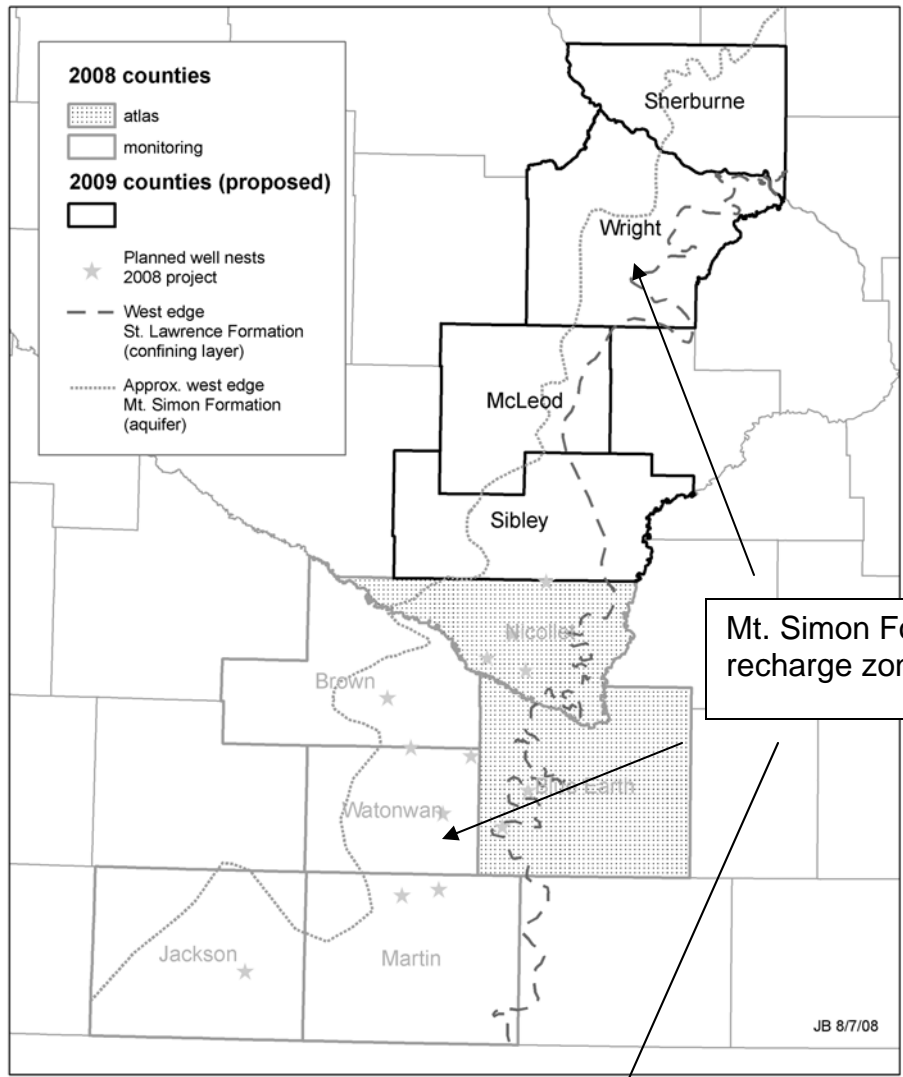 2008 counties
atlas
monitoring
2009 counties (proposed)
Planned well nests
2008 project
West edge
St. Lawrence Formation
(confining layer)
Approx. west edge
Mt. Simon Formation
(aquifer)
Sherburne
Wright
McLeod
Sibley
Nicollet
Mt. Simon Fo
recharge zon
Brown
Blue Earth
Watonwan
Jackson
Martin
JB 8/7/08